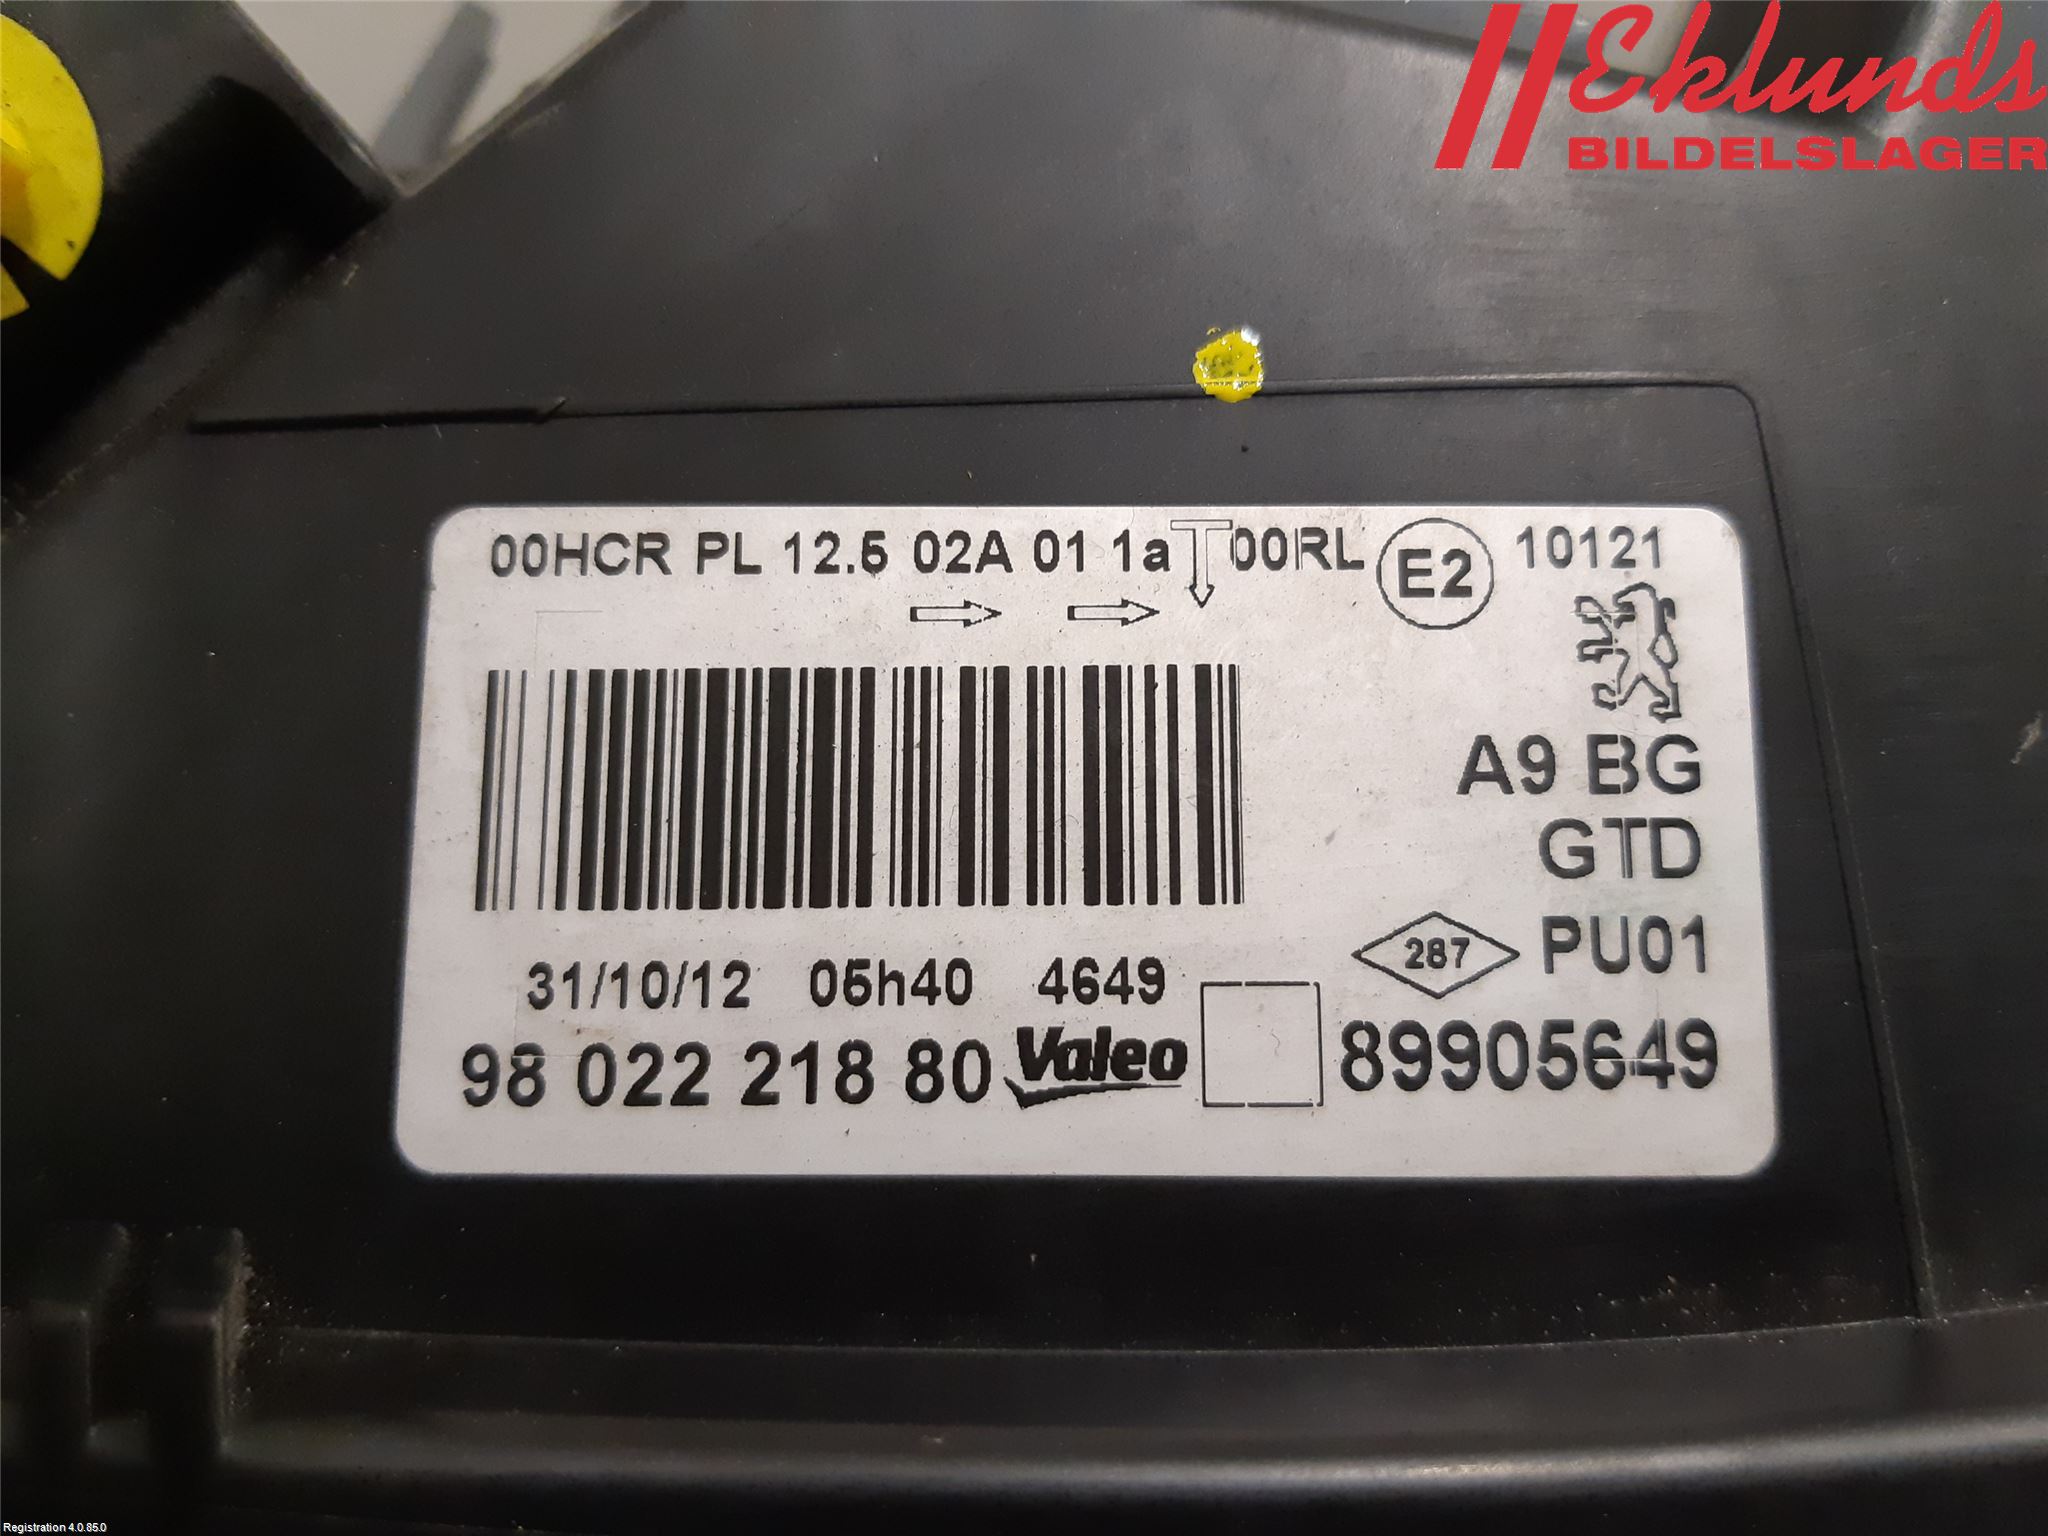 Eklunds
BILDELSLAGER
00HCR PL 12.5 02A 01 1a 00RL E2 10121
A9 BG
GTD
287 PU01
31/10/12 05h40 4649
98 022 218 80 Valeo 89905649
Registration 4.0.85.0